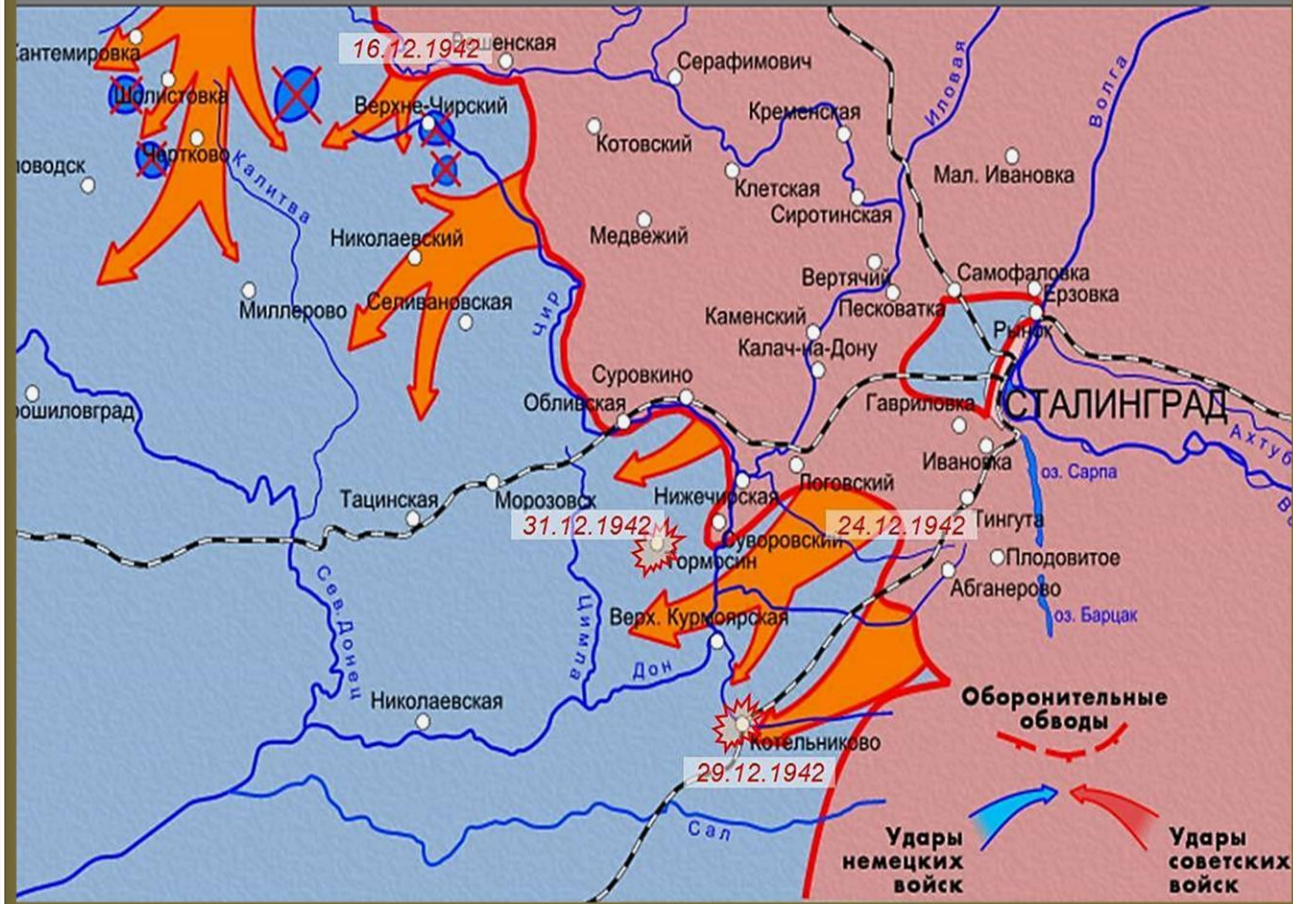 16.12.1942
Вешенская
Кантемировка
Серафимович
Шолистовка
Верхне-Чирский
Кременская
Иловая
Волга
Котовский
Чертково
Калитва
Мал. Ивановка
Клетская
Сиротинская
Николаевский
Медвежий
Вертячий
Самофаловка
Ерзовка
Миллерово
Селивановская
Чир
Песковатка
Каменский
Рынок
Калач-на-Дону
Суровкино
Обливская
Гавриловка
СТАЛИНГРАД
Ахтуб
Ивановка
оз. Сарпа
Тацинская
Морозовск
Нижечирская
Логовский
31.12.1942
24.12.1942
Тингута
Суворовский
Тормосин
Плодовитое
Абганерово
Сев.Донец
Цимла
Верх. Курмоярская
оз. Барцак
Дон
Николаевская
Котельниково
29.12.1942
Сал
Оборонительные
обводы
Удары
немецких
войск
Удары
советских
войск